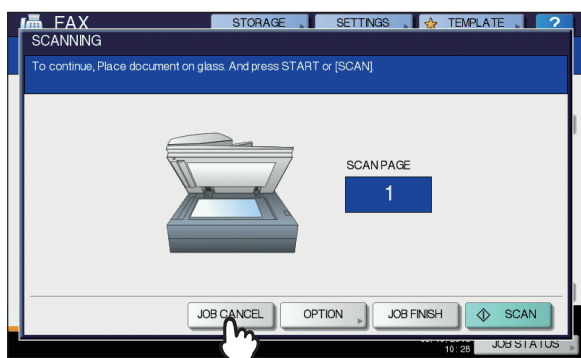 FAX
STORAGE
SETTINGS
TEMPLATE
?
SCANNING
To continue, Place document on glass. And press START or [SCAN]
SCAN PAGE
1
JOB CANCEL
OPTION
JOB FINISH
SCAN
10:28
JOB STATUS